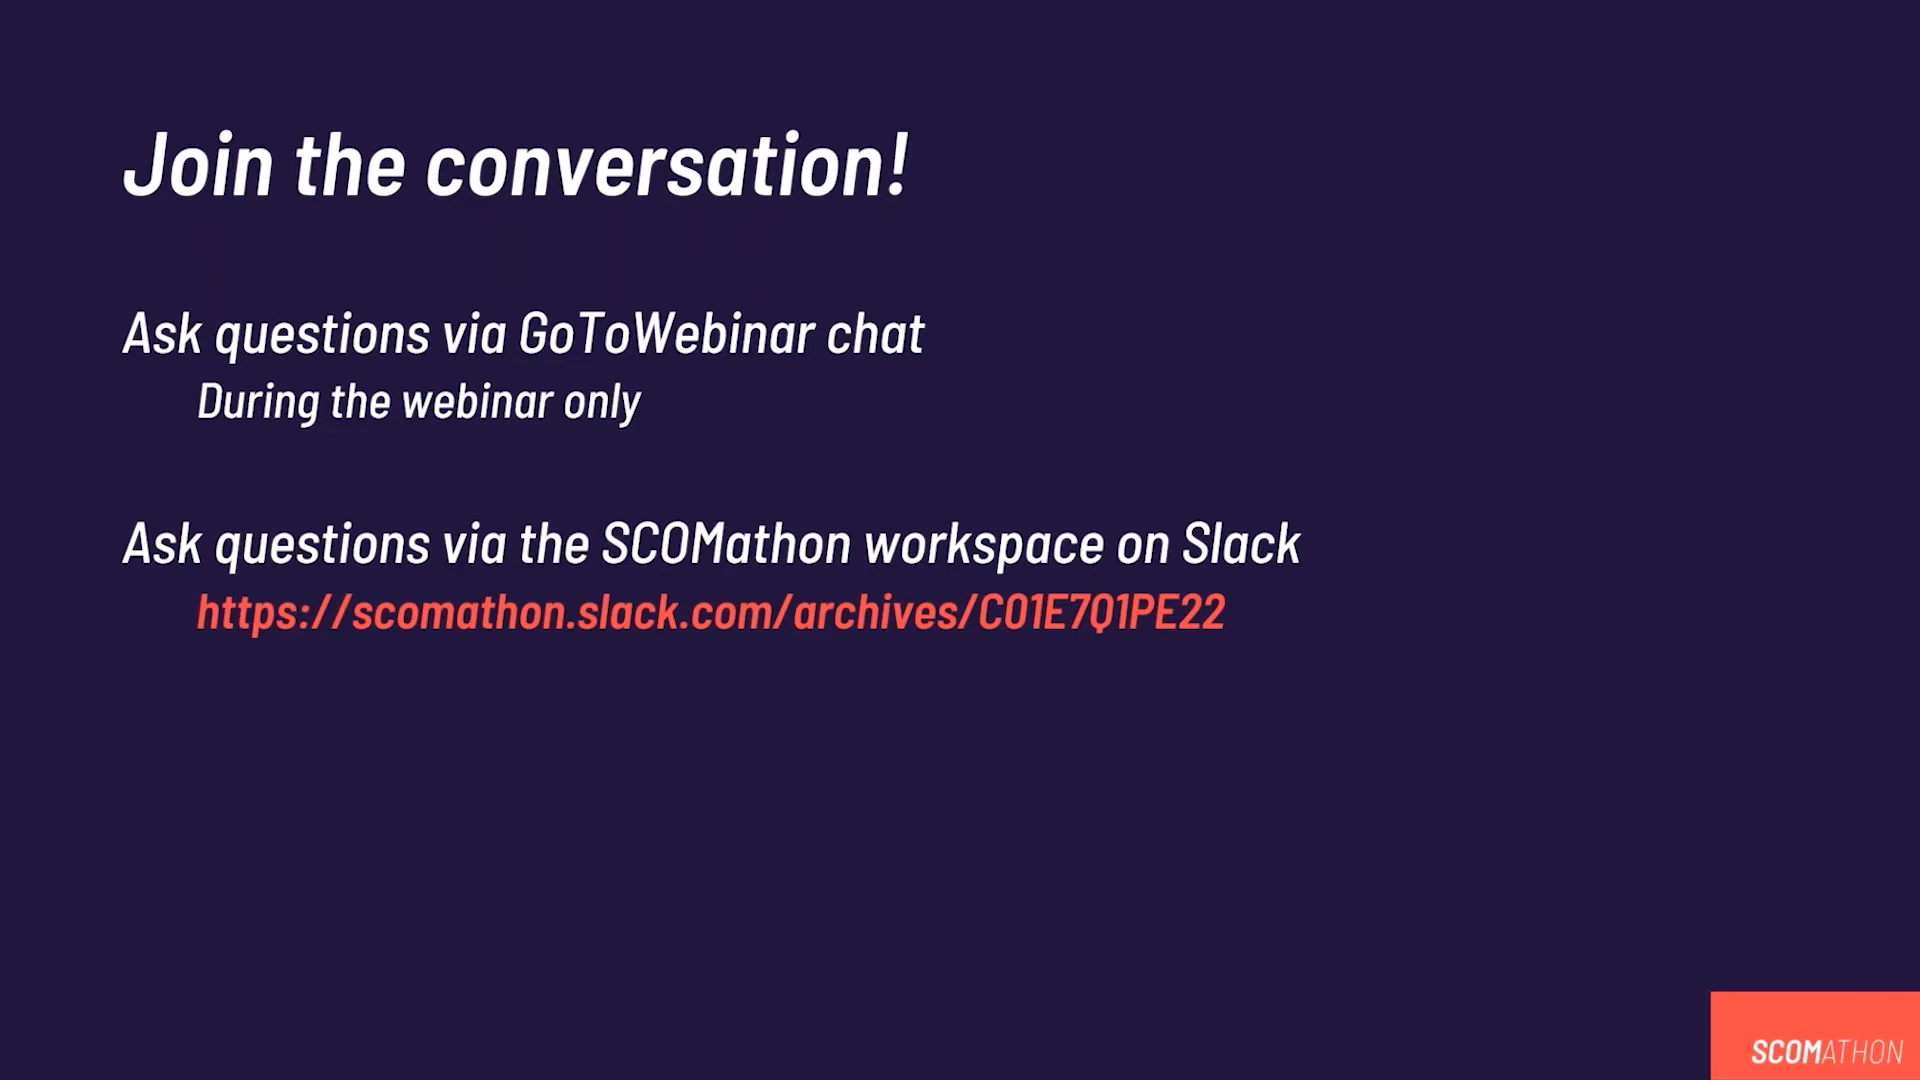 Join the conversation!
Ask questions via GoToWebinar chat
During the webinar only
Ask questions via the SCOMathon workspace on Slack
https://scomathon.slack.com/archives/C01E7Q1PE22
SCOMATHON